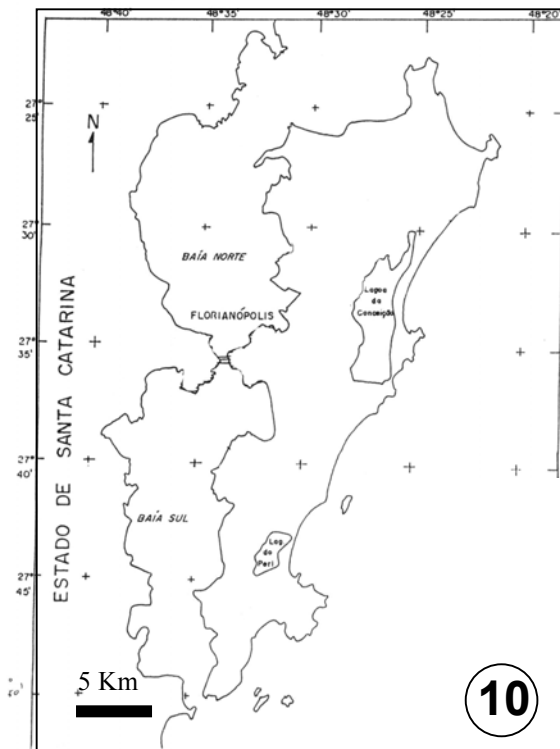 48°40' 48°35' 48°30' 48°25' 48°20'
27°
25'
N
27°
30'
BAÍA NORTE
Lagoa
da
Conceição
FLORIANÓPOLIS
27°
35'
ESTADO DE SANTA CATARINA
27°
40'
BAÍA SUL
Lag
do
Peri
27°
45'
5 Km
10